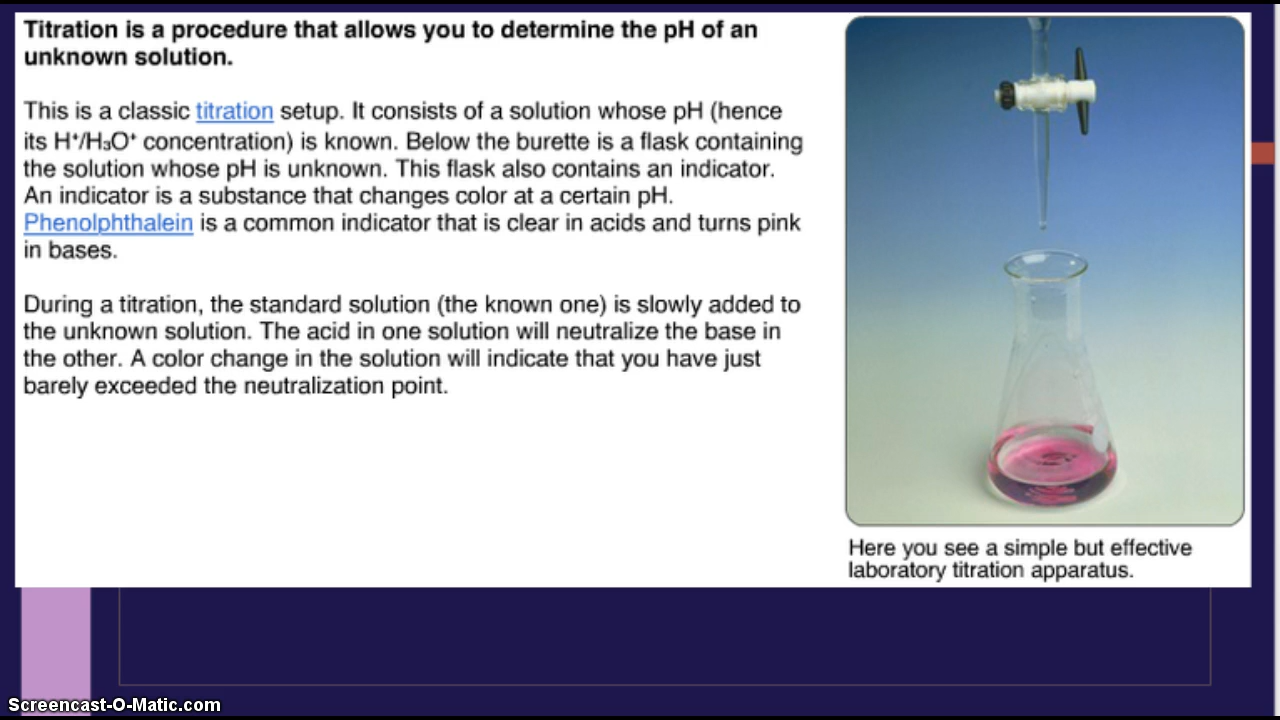 Titration is a procedure that allows you to determine the pH of an
unknown solution.
This is a classic titration setup. It consists of a solution whose pH (hence
its H⁺/H₃O⁺ concentration) is known. Below the burette is a flask containing
the solution whose pH is unknown. This flask also contains an indicator.
An indicator is a substance that changes color at a certain pH.
Phenolphthalein is a common indicator that is clear in acids and turns pink
in bases.
During a titration, the standard solution (the known one) is slowly added to
the unknown solution. The acid in one solution will neutralize the base in
the other. A color change in the solution will indicate that you have just
barely exceeded the neutralization point.
Here you see a simple but effective
laboratory titration apparatus.
Screencast-O-Matic.com